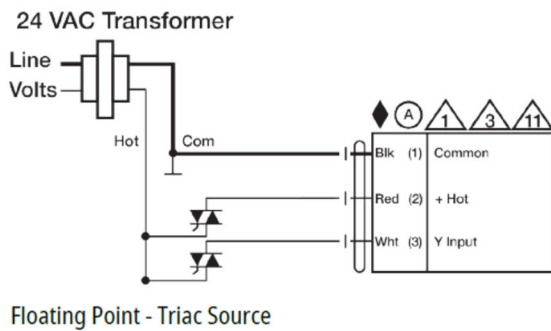 24 VAC Transformer
Line
Volts
Hot
Com
A 1 3 11
Blk (1) Common
Red (2) + Hot
Wht (3) Y Input
Floating Point - Triac Source